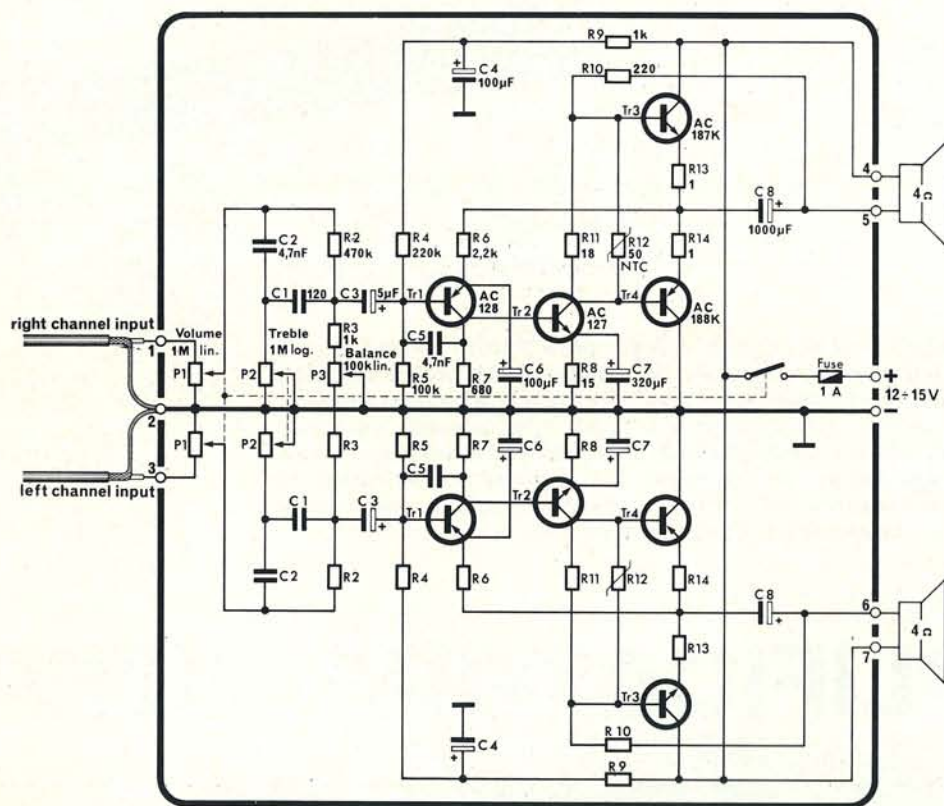 R9 1k
R10 220
+ C4 100µF
Tr3 AC 187K
R13 1
4
4Ω
5
C8 + 1000µF
C2 4,7nF
R2 470k
R4 220k
R6 2,2k
R11 18
R12 50 NTC
R14 1
C1 120
C3 5µF +
Tr1
AC 128
Tr2
AC 127
Tr4
AC 188K
R3 1k
C5 4,7nF
right channel input
1
Volume 1M lin.
Treble 1M log.
Balance 100k lin.
P1
P2
P3
R5 100k
R7 680
+ C6 100µF
R8 15
+ C7 320µF
Fuse 1 A
+
12÷15V
−
2
P1
P2
R3
R5
R7
C6 +
R8
C7 +
3
left channel input
C5
C1
C3 +
Tr1
Tr2
Tr4
C2
R2
R4
R6
R11
R12
R14
C8 +
6
4Ω
7
R13
Tr3
C4 +
R10
R9